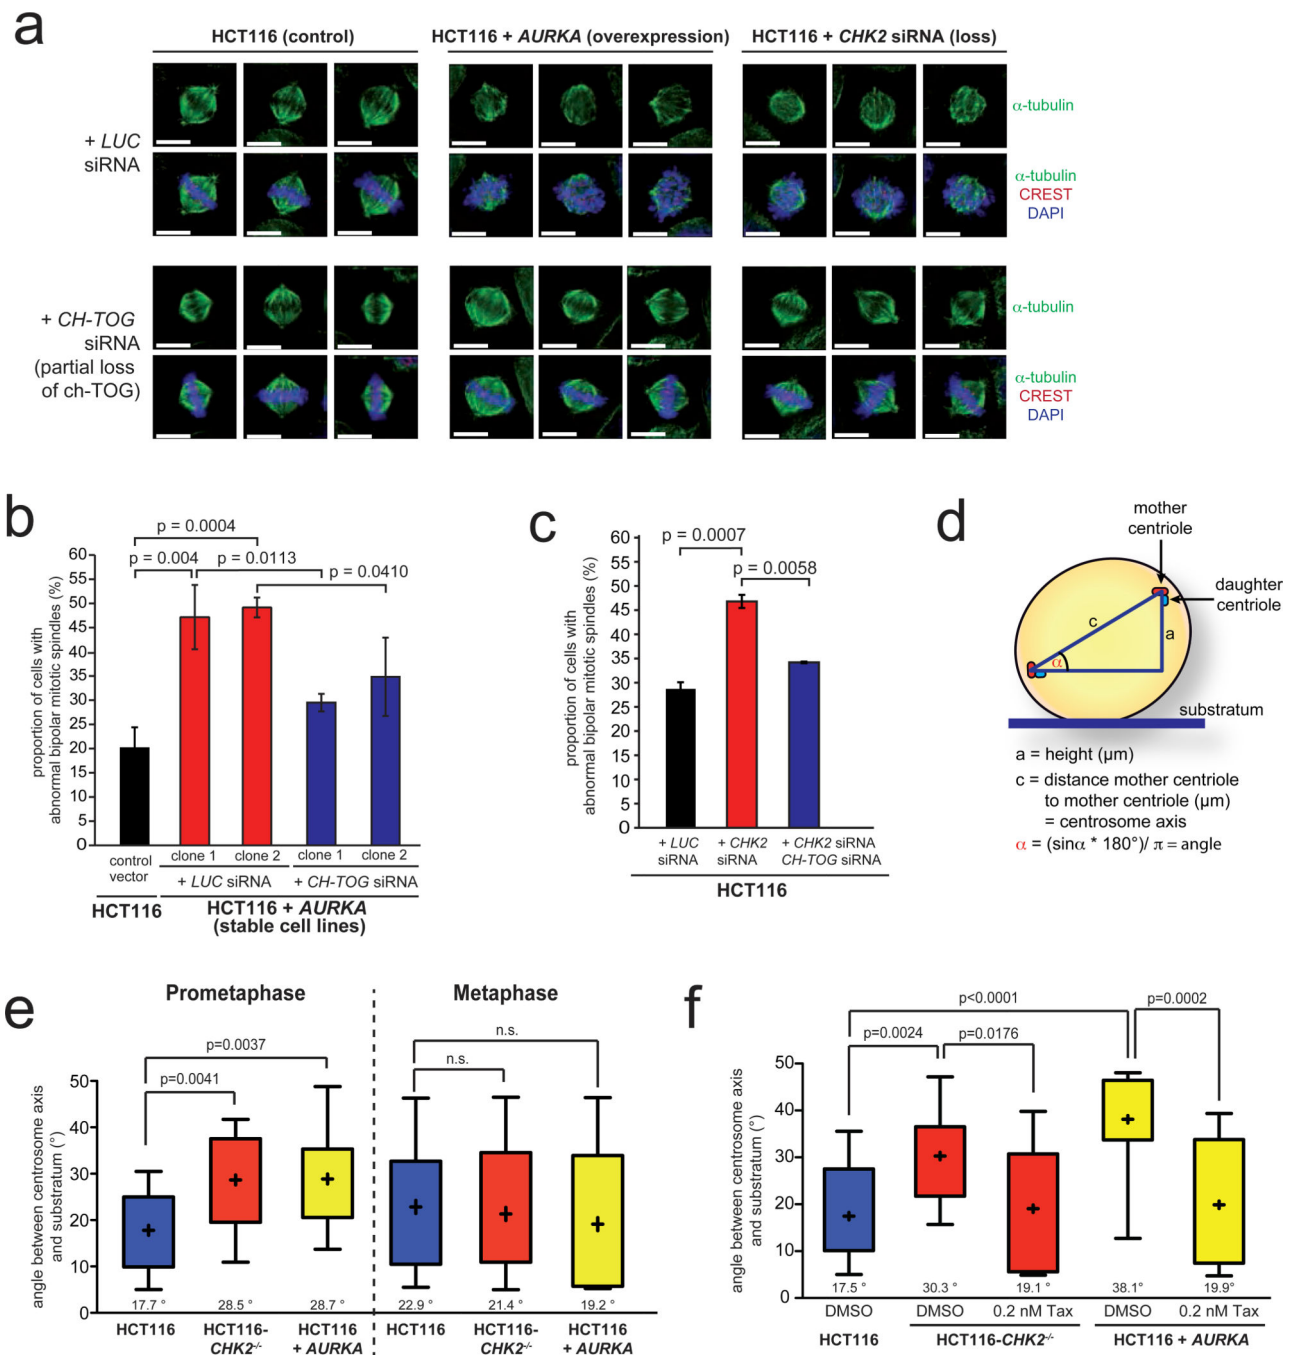 a
HCT116 (control)
HCT116 + AURKA (overexpression)
HCT116 + CHK2 siRNA (loss)
+ LUC
siRNA
α-tubulin
α-tubulin
CREST
DAPI
+ CH-TOG
siRNA
(partial loss
of ch-TOG)
α-tubulin
α-tubulin
CREST
DAPI
b
proportion of cells with
abnormal bipolar mitotic spindles (%)
60
55
50
45
40
35
30
25
20
15
10
5
0
p = 0.0004
p = 0.004
p = 0.0113
p = 0.0410
control
vector
clone 1
clone 2
clone 1
clone 2
+ LUC siRNA
+ CH-TOG siRNA
HCT116
HCT116 + AURKA
(stable cell lines)
c
proportion of cells with
abnormal bipolar mitotic spindles (%)
60
55
50
45
40
35
30
25
20
15
10
5
0
p = 0.0007
p = 0.0058
+ LUC
siRNA
+ CHK2
siRNA
+ CHK2 siRNA
CH-TOG siRNA
HCT116
d
mother
centriole
daughter
centriole
c
a
α
substratum
a = height (µm)
c = distance mother centriole
to mother centriole (µm)
= centrosome axis
α = (sinα * 180°)/ π = angle
e
Prometaphase
Metaphase
angle between centrosome axis
and substratum (°)
50
40
30
20
10
0
p=0.0037
p=0.0041
n.s.
n.s.
17.7 °
28.5 °
28.7 °
22.9 °
21.4 °
19.2 °
HCT116
HCT116-
CHK2-/-
HCT116
+ AURKA
HCT116
HCT116-
CHK2-/-
HCT116
+ AURKA
f
angle between centrosome axis
and substratum (°)
50
40
30
20
10
0
p<0.0001
p=0.0002
p=0.0024
p=0.0176
17.5 °
30.3 °
19.1 °
38.1°
19.9°
DMSO
DMSO
0.2 nM Tax
DMSO
0.2 nM Tax
HCT116
HCT116-CHK2-/-
HCT116 + AURKA